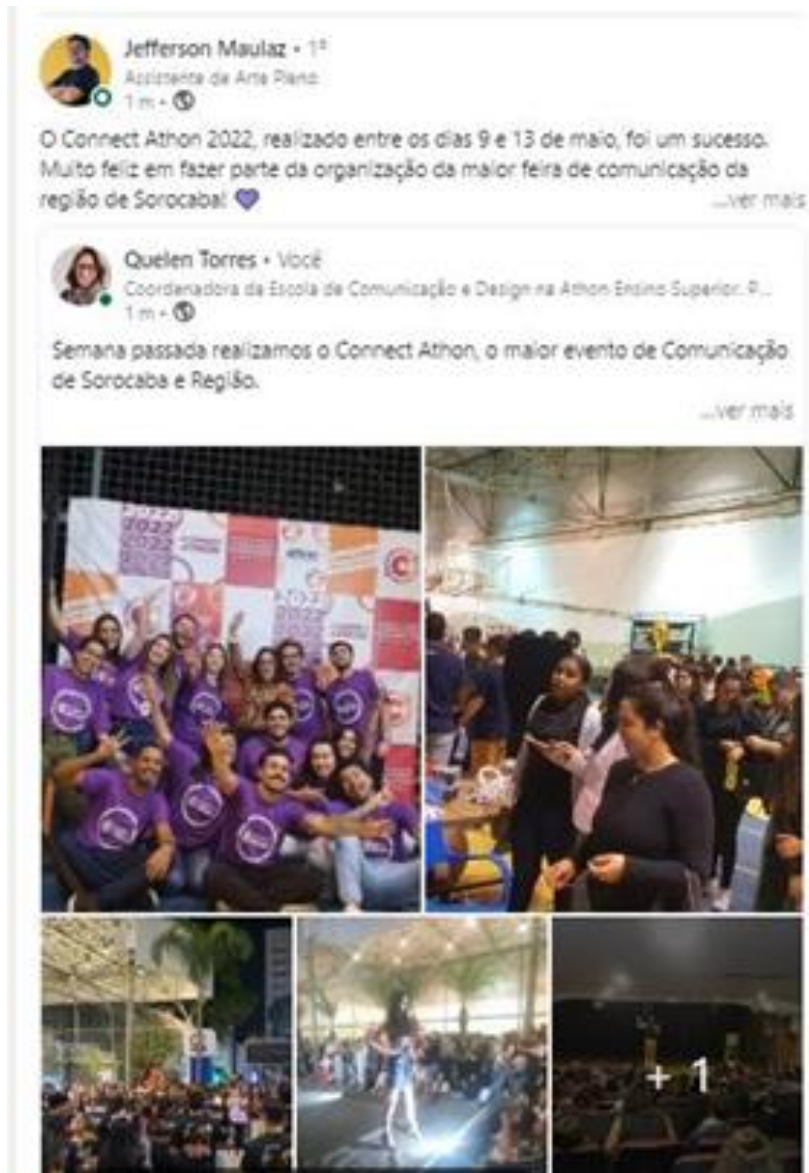 Jefferson Maulaz • 1º
Assistente de Arte Pleno
1 m •
O Connect Athon 2022, realizado entre os dias 9 e 13 de maio, foi um sucesso.
Muito feliz em fazer parte da organização da maior feira de comunicação da
região de Sorocaba! 💜
...ver mais
Quelen Torres • Você
Coordenadora da Escola de Comunicação e Design na Athon Ensino Superior. P...
1 m •
Semana passada realizamos o Connect Athon, o maior evento de Comunicação
de Sorocaba e Região.
...ver mais
2022
2022
+ 1